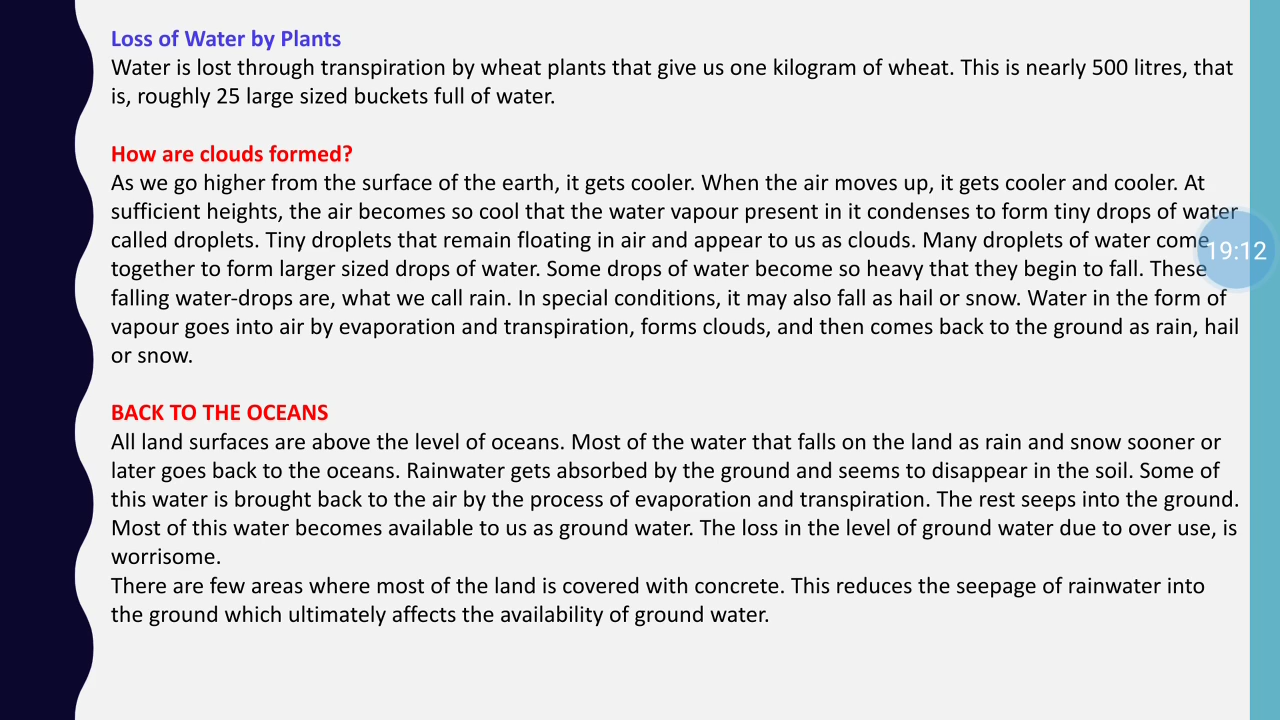 Loss of Water by Plants
Water is lost through transpiration by wheat plants that give us one kilogram of wheat. This is nearly 500 litres, that
is, roughly 25 large sized buckets full of water.
How are clouds formed?
As we go higher from the surface of the earth, it gets cooler. When the air moves up, it gets cooler and cooler. At
sufficient heights, the air becomes so cool that the water vapour present in it condenses to form tiny drops of water
called droplets. Tiny droplets that remain floating in air and appear to us as clouds. Many droplets of water come
19:12
together to form larger sized drops of water. Some drops of water become so heavy that they begin to fall. These
falling water-drops are, what we call rain. In special conditions, it may also fall as hail or snow. Water in the form of
vapour goes into air by evaporation and transpiration, forms clouds, and then comes back to the ground as rain, hail
or snow.
BACK TO THE OCEANS
All land surfaces are above the level of oceans. Most of the water that falls on the land as rain and snow sooner or
later goes back to the oceans. Rainwater gets absorbed by the ground and seems to disappear in the soil. Some of
this water is brought back to the air by the process of evaporation and transpiration. The rest seeps into the ground.
Most of this water becomes available to us as ground water. The loss in the level of ground water due to over use, is
worrisome.
There are few areas where most of the land is covered with concrete. This reduces the seepage of rainwater into
the ground which ultimately affects the availability of ground water.